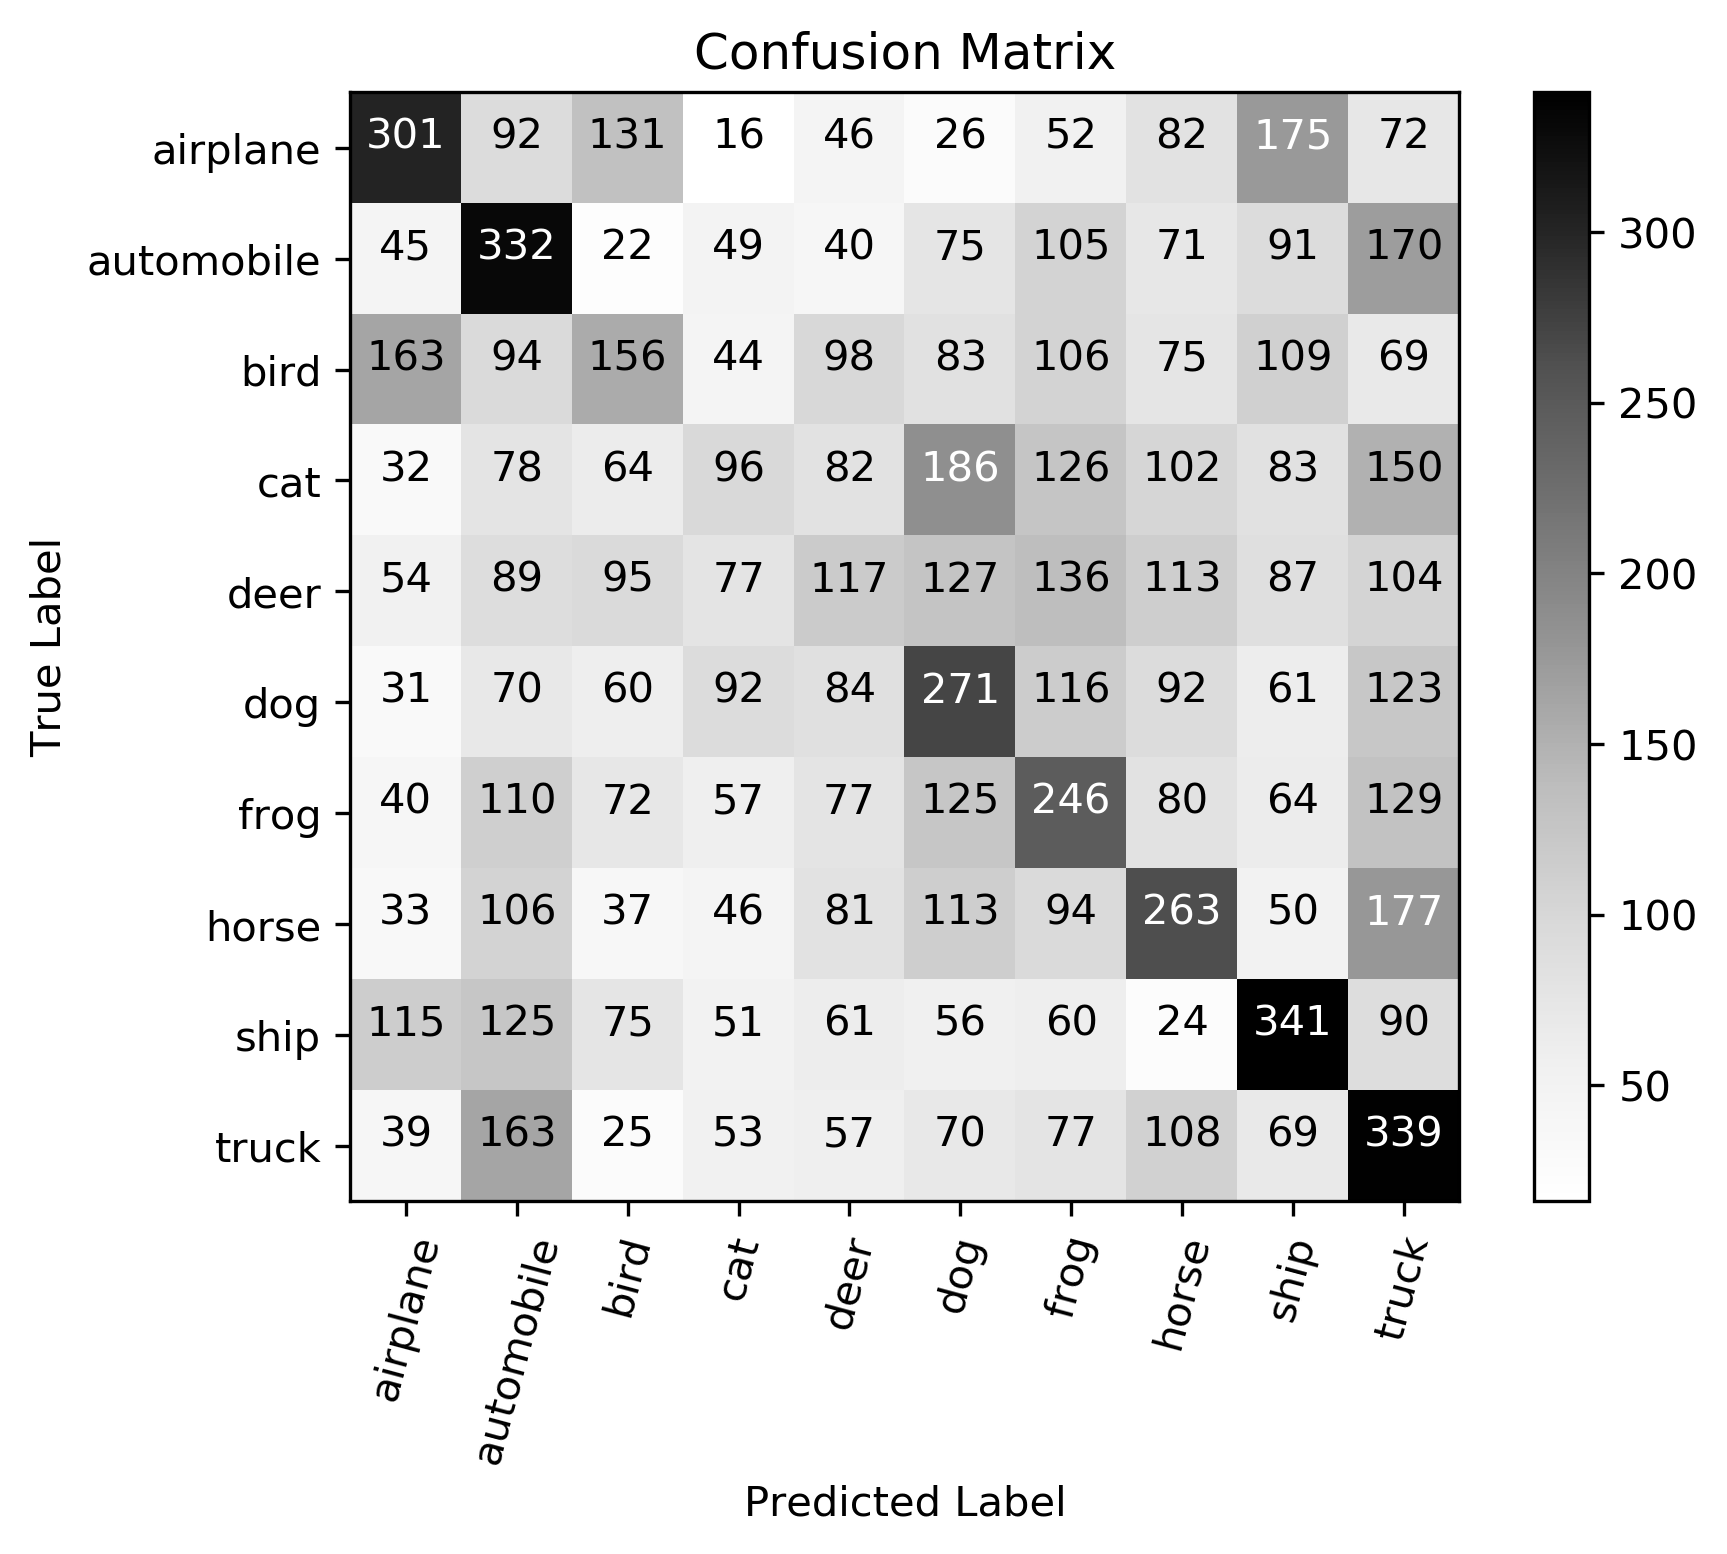 Confusion Matrix
airplane 301 92 131 16 46 26 52 82 175 72
automobile 45 332 22 49 40 75 105 71 91 170
bird 163 94 156 44 98 83 106 75 109 69
cat 32 78 64 96 82 186 126 102 83 150
deer 54 89 95 77 117 127 136 113 87 104
dog 31 70 60 92 84 271 116 92 61 123
frog 40 110 72 57 77 125 246 80 64 129
horse 33 106 37 46 81 113 94 263 50 177
ship 115 125 75 51 61 56 60 24 341 90
truck 39 163 25 53 57 70 77 108 69 339
True Label
airplane automobile bird cat deer dog frog horse ship truck
Predicted Label
300
250
200
150
100
50